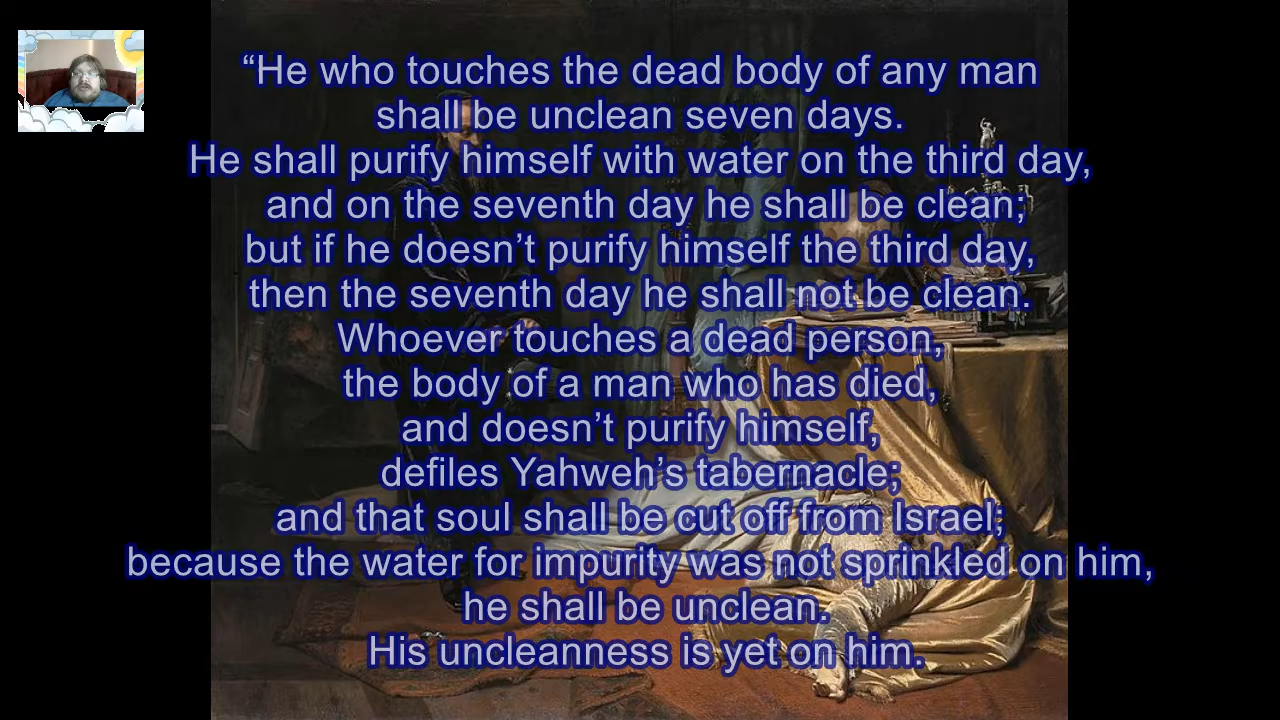 “He who touches the dead body of any man
shall be unclean seven days.
He shall purify himself with water on the third day,
and on the seventh day he shall be clean;
but if he doesn’t purify himself the third day,
then the seventh day he shall not be clean.
Whoever touches a dead person,
the body of a man who has died,
and doesn’t purify himself,
defiles Yahweh’s tabernacle;
and that soul shall be cut off from Israel;
because the water for impurity was not sprinkled on him,
he shall be unclean.
His uncleanness is yet on him.